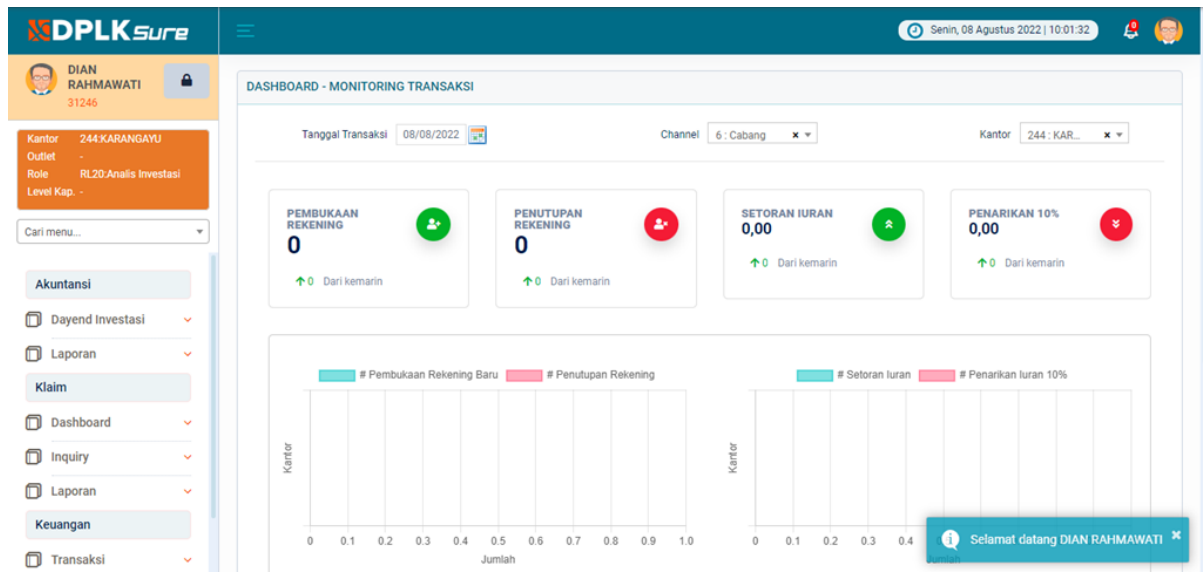 DPLKSure
Senin, 08 Agustus 2022 | 10:01:32
DIAN
RAHMAWATI
31246
Kantor 244:KARANGAYU
Outlet -
Role RL20:Analis Investasi
Level Kap. -
Cari menu...
Akuntansi
Dayend Investasi
Laporan
Klaim
Dashboard
Inquiry
Laporan
Keuangan
Transaksi
DASHBOARD - MONITORING TRANSAKSI
Tanggal Transaksi 08/08/2022 Channel 6 : Cabang × Kantor 244 : KAR... ×
PEMBUKAAN
REKENING
0
0 Dari kemarin
PENUTUPAN
REKENING
0
0 Dari kemarin
SETORAN IURAN
0,00
0 Dari kemarin
PENARIKAN 10%
0,00
0 Dari kemarin
# Pembukaan Rekening Baru # Penutupan Rekening
Kantor
0 0.1 0.2 0.3 0.4 0.5 0.6 0.7 0.8 0.9 1.0
Jumlah
# Setoran Iuran # Penarikan Iuran 10%
Kantor
0 0.1 0.2 0.3 0.4
Jumlah
Selamat datang DIAN RAHMAWATI ×